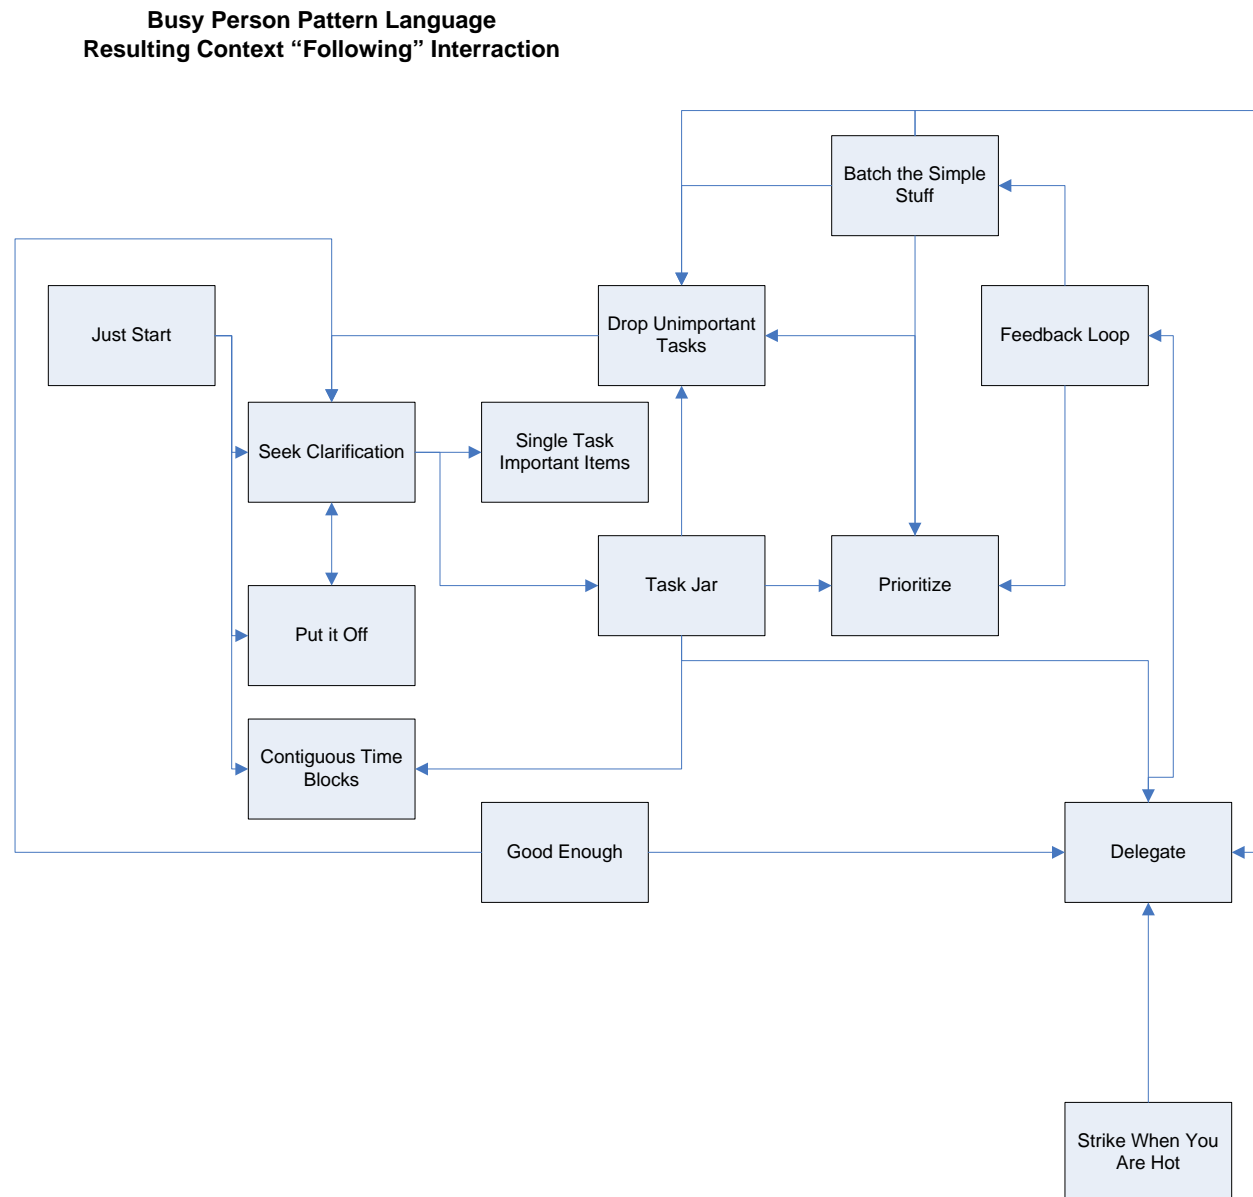 Busy Person Pattern Language
Resulting Context “Following” Interraction
Batch the Simple
Stuff
Just Start
Drop Unimportant
Tasks
Feedback Loop
Seek Clarification
Single Task
Important Items
Task Jar
Prioritize
Put it Off
Contiguous Time
Blocks
Good Enough
Delegate
Strike When You
Are Hot